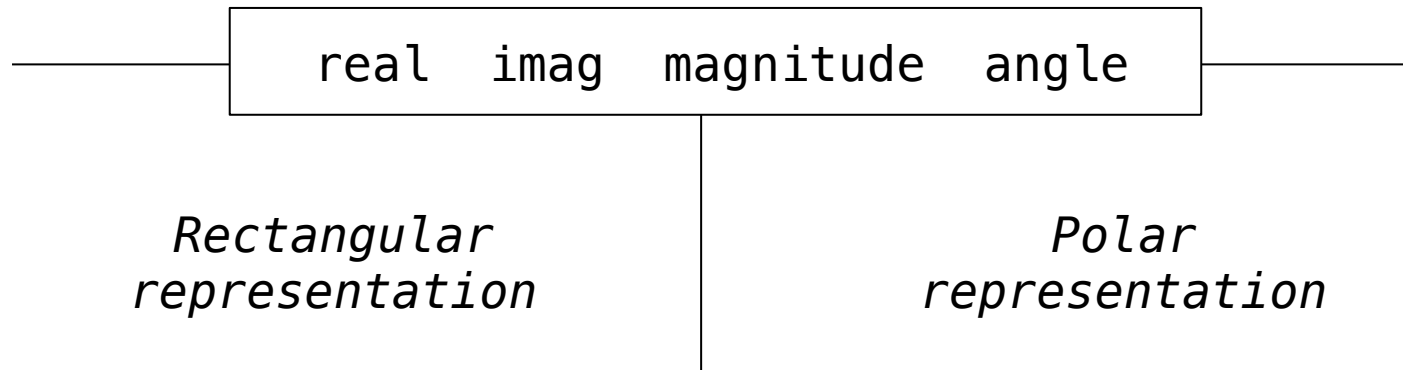 real imag magnitude angle
Rectangular
representation
Polar
representation